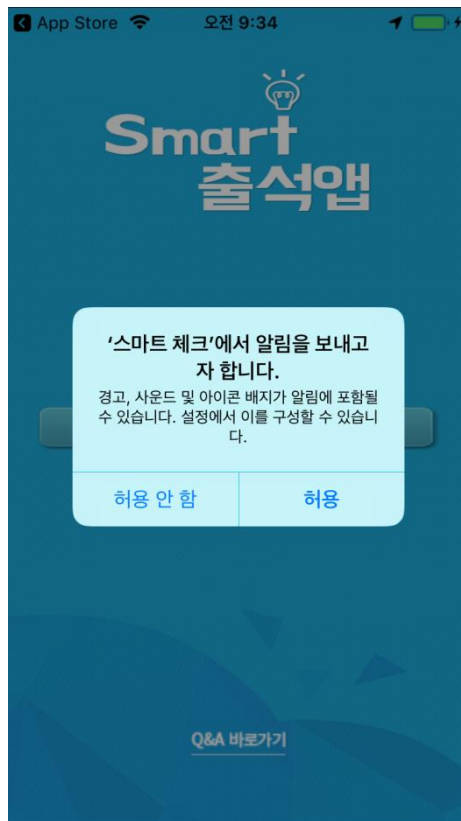 App Store 오전 9:34
Smart
출석앱
‘스마트 체크’에서 알림을 보내고
자 합니다.
경고, 사운드 및 아이콘 배지가 알림에 포함될
수 있습니다. 설정에서 이를 구성할 수 있습니
다.
허용 안 함 허용
Q&A 바로가기